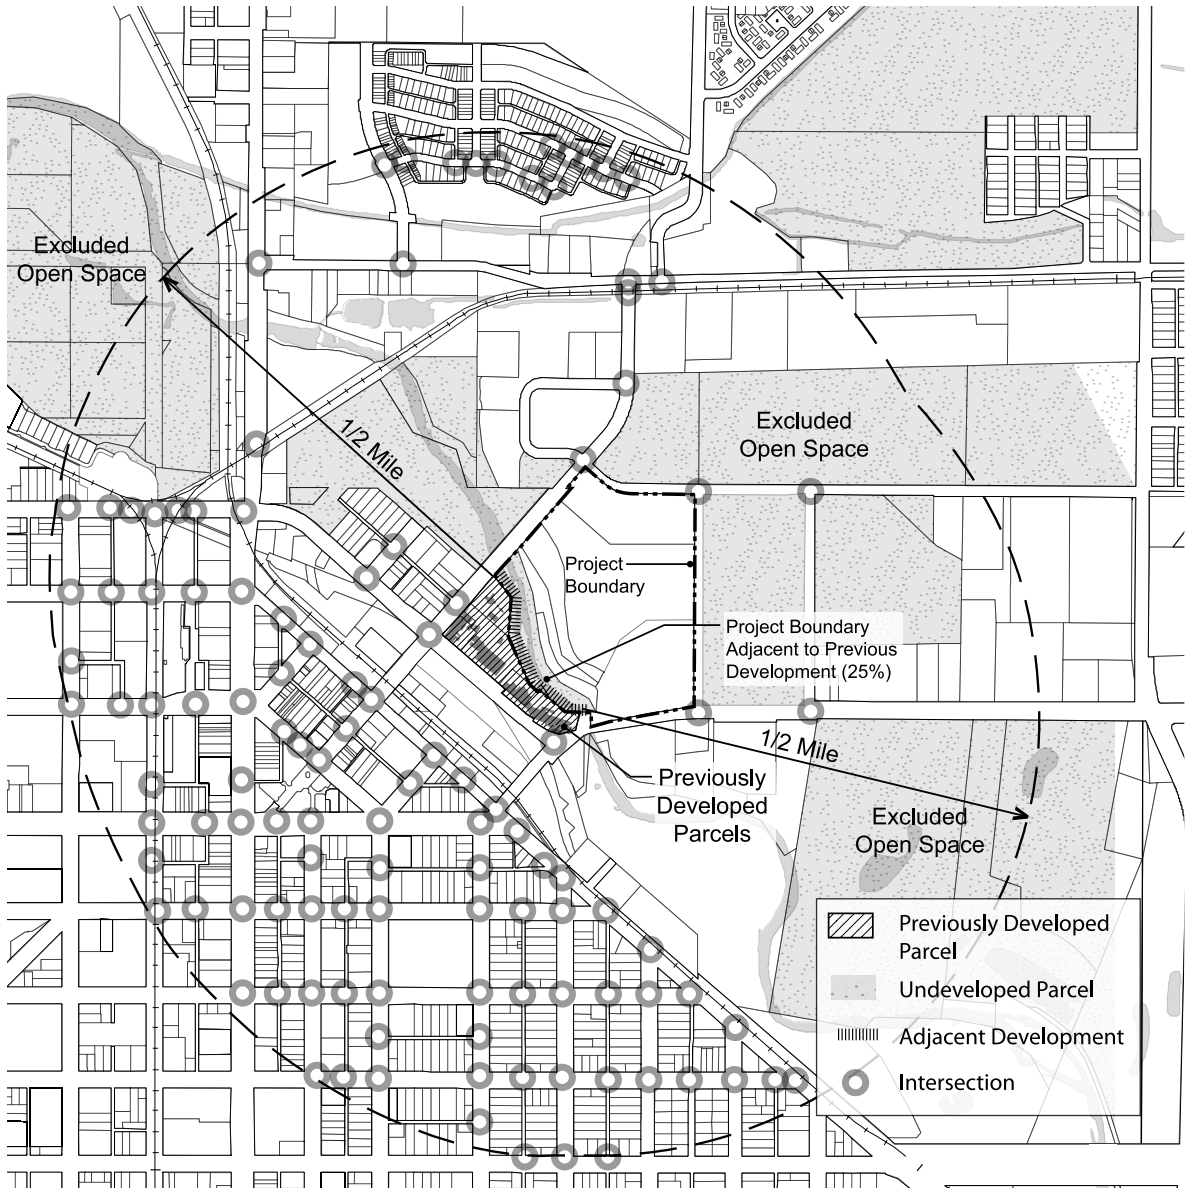 Excluded
Open Space
1/2 Mile
Excluded
Open Space
Project
Boundary
Project Boundary
Adjacent to Previous
Development (25%)
1/2 Mile
Previously
Developed
Parcels
Excluded
Open Space
Previously Developed
Parcel
Undeveloped Parcel
Adjacent Development
Intersection